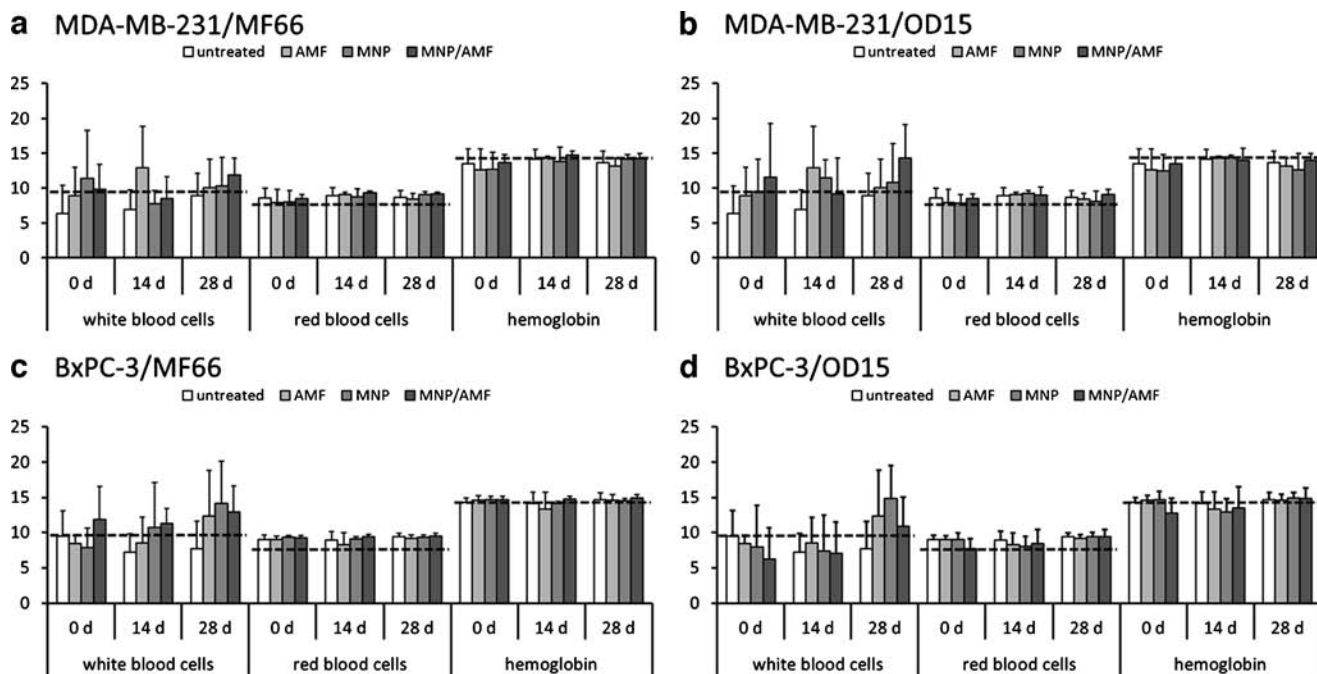 a MDA-MB-231/MF66
untreated AMF MNP MNP/AMF
25
20
15
10
5
0
0 d 14 d 28 d 0 d 14 d 28 d 0 d 14 d 28 d
white blood cells red blood cells hemoglobin
b MDA-MB-231/OD15
untreated AMF MNP MNP/AMF
25
20
15
10
5
0
0 d 14 d 28 d 0 d 14 d 28 d 0 d 14 d 28 d
white blood cells red blood cells hemoglobin
c BxPC-3/MF66
untreated AMF MNP MNP/AMF
25
20
15
10
5
0
0 d 14 d 28 d 0 d 14 d 28 d 0 d 14 d 28 d
white blood cells red blood cells hemoglobin
d BxPC-3/OD15
untreated AMF MNP MNP/AMF
25
20
15
10
5
0
0 d 14 d 28 d 0 d 14 d 28 d 0 d 14 d 28 d
white blood cells red blood cells hemoglobin